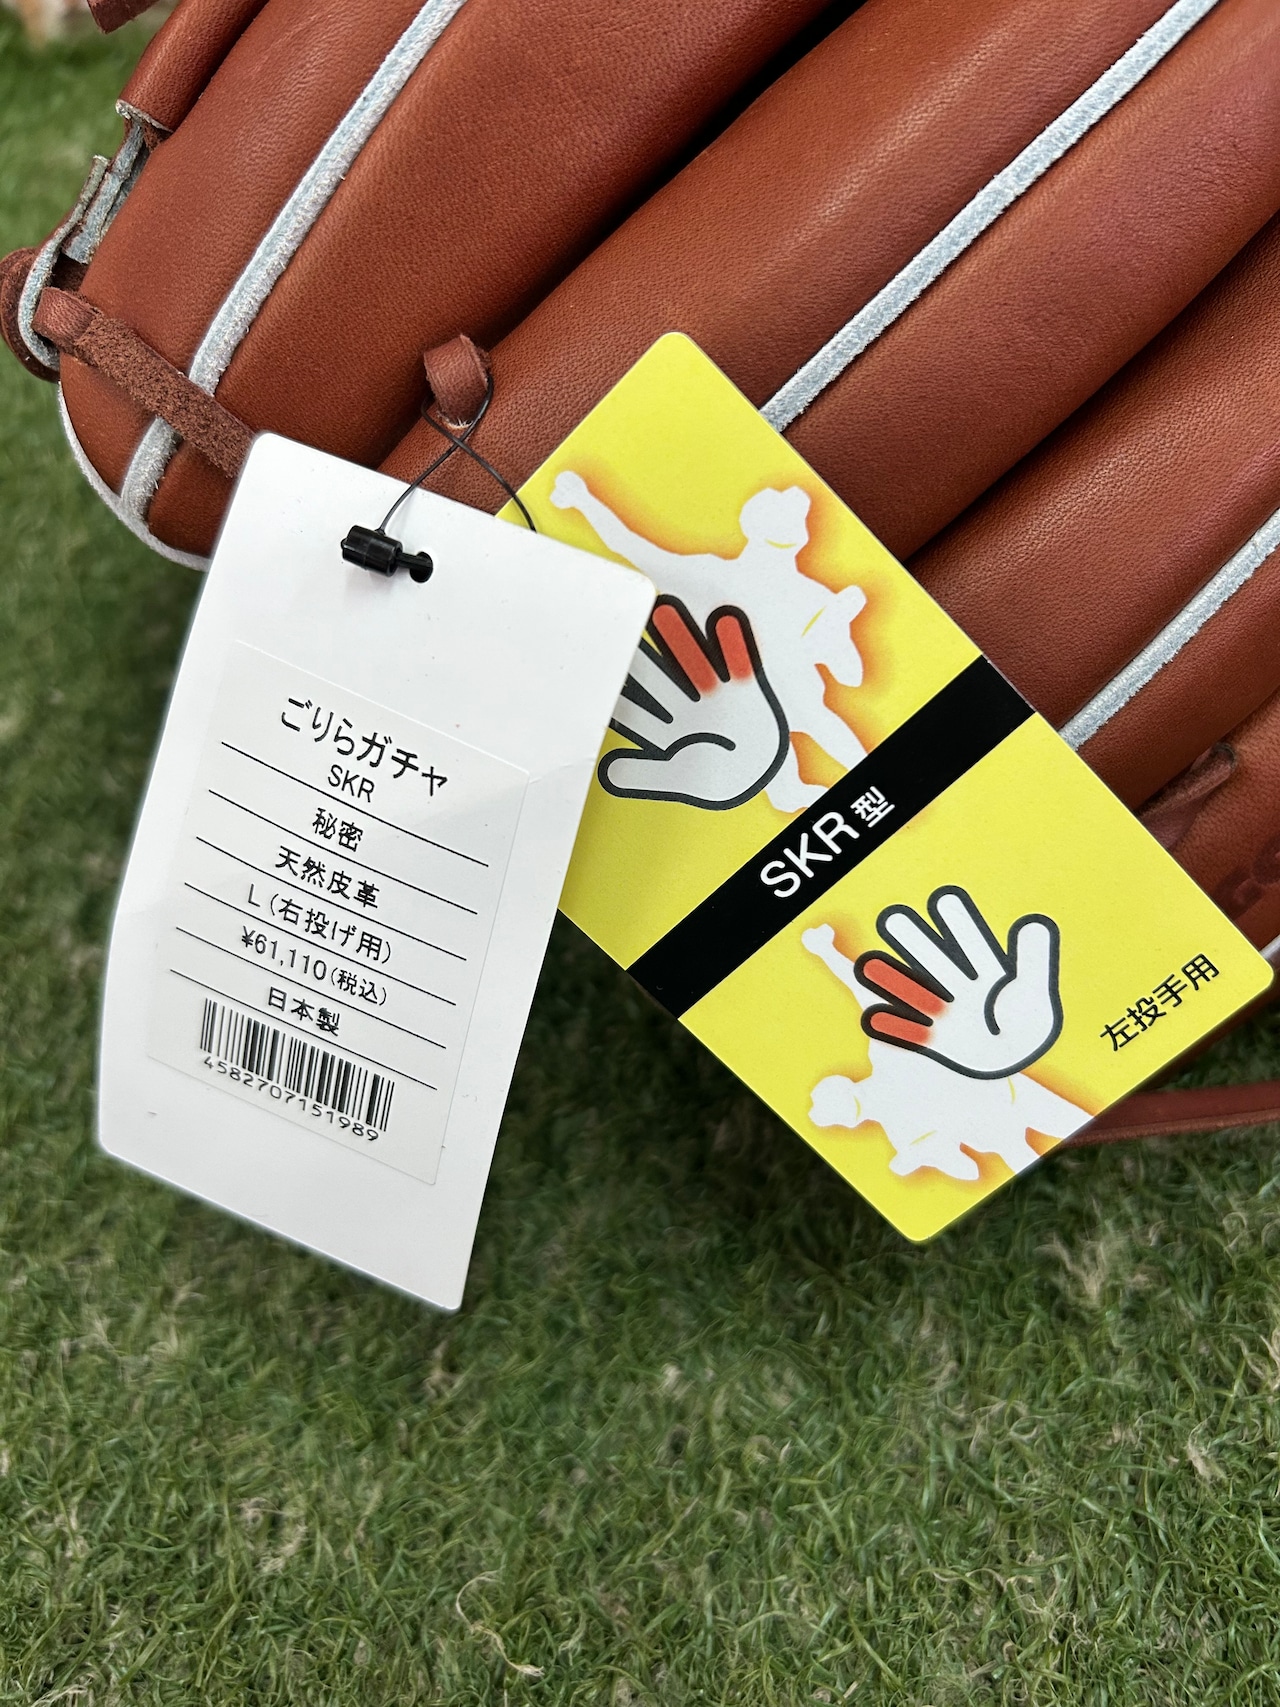 ごりらガチャ
SKR
秘密
天然皮革
L(右投げ用)
¥61,110(税込)
日本製
4582707151989
SKR型
左投手用